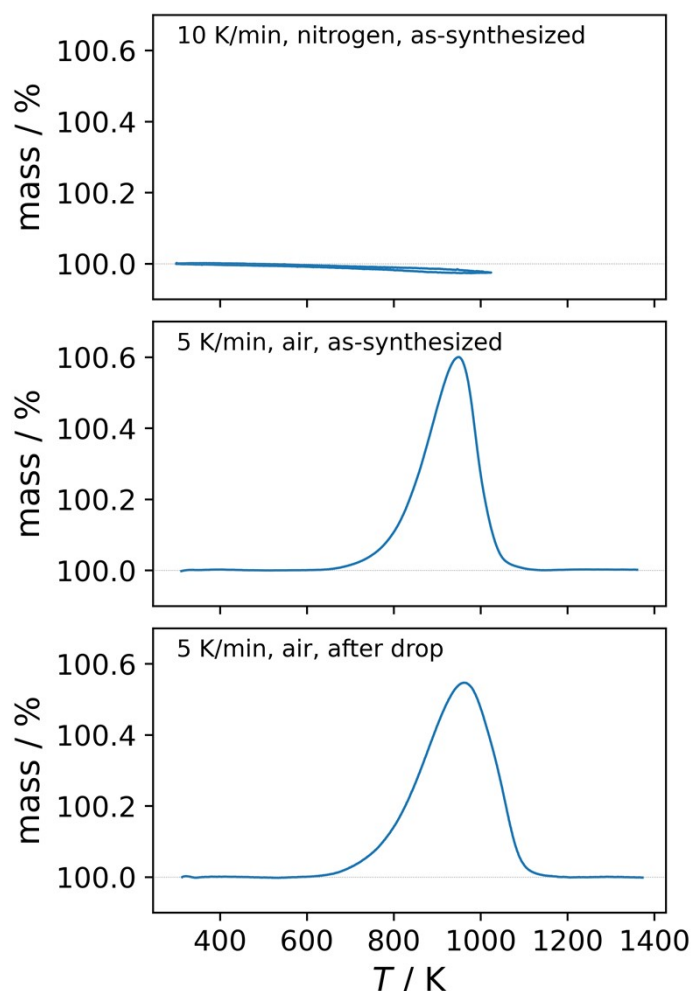 10 K/min, nitrogen, as-synthesized
mass / %
100.6
100.4
100.2
100.0
5 K/min, air, as-synthesized
mass / %
100.6
100.4
100.2
100.0
5 K/min, air, after drop
mass / %
100.6
100.4
100.2
100.0
400 600 800 1000 1200 1400
T / K